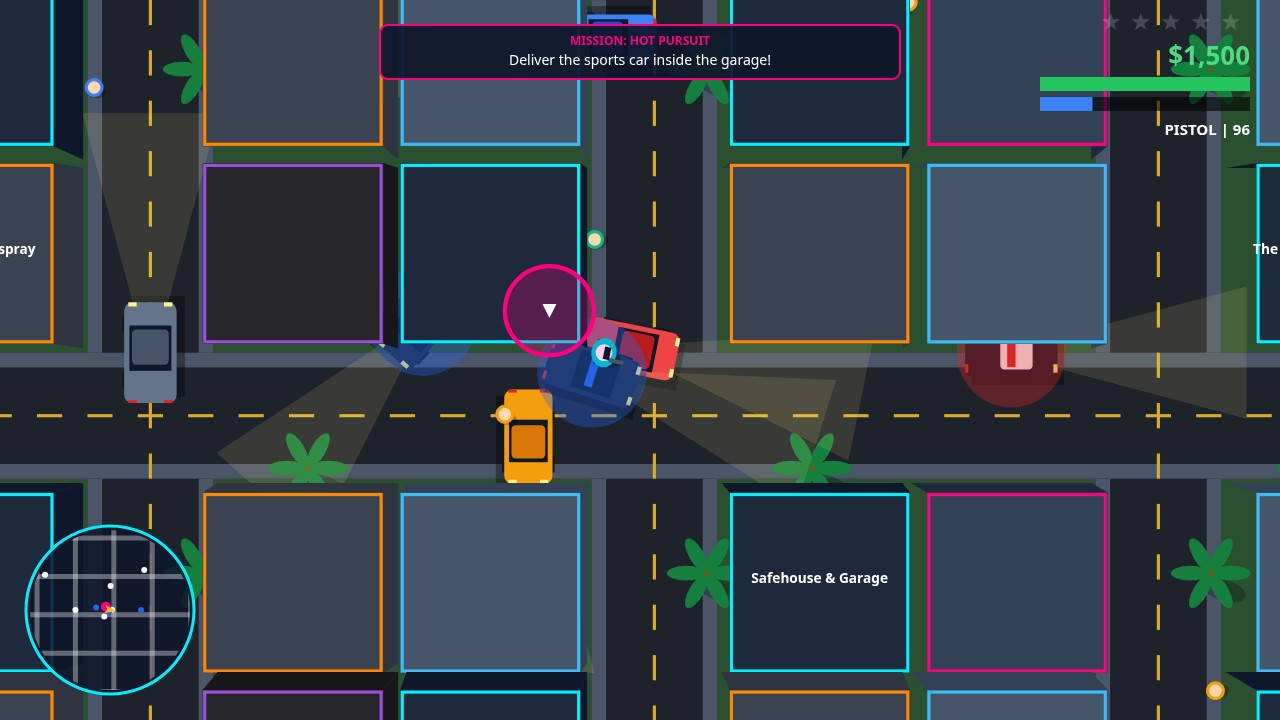 MISSION: HOT PURSUIT
Deliver the sports car inside the garage!
$1,500
PISTOL | 96
spray
The
Safehouse & Garage